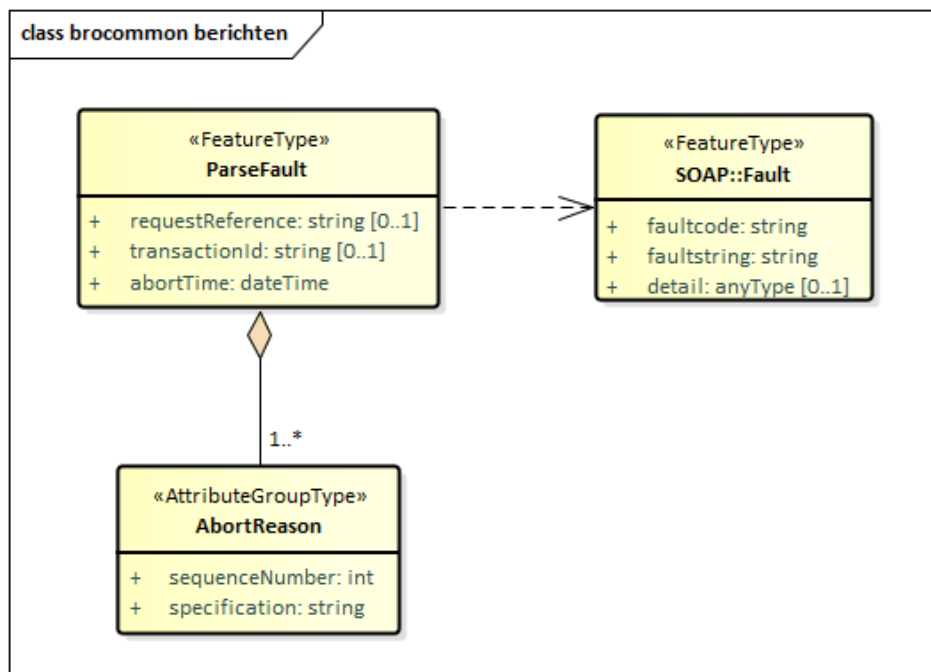 class brocommon berichten
«FeatureType»
ParseFault
+ requestReference: string [0..1]
+ transactionId: string [0..1]
+ abortTime: dateTime
«FeatureType»
SOAP::Fault
+ faultcode: string
+ faultstring: string
+ detail: anyType [0..1]
1..*
«AttributeGroupType»
AbortReason
+ sequenceNumber: int
+ specification: string